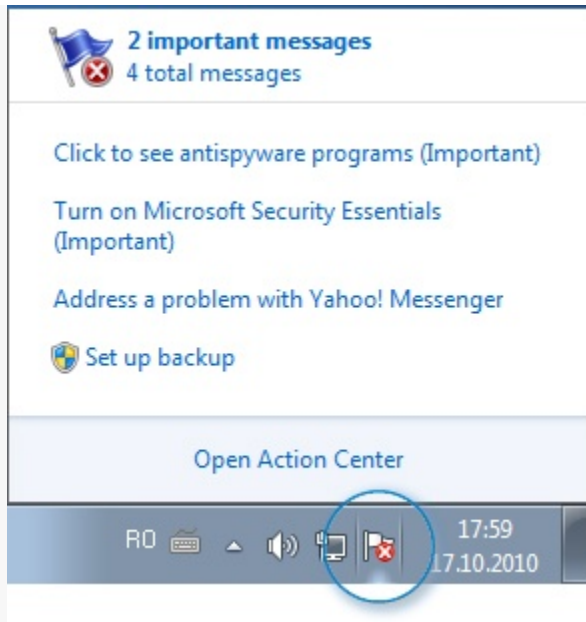 2 important messages
4 total messages
Click to see antispyware programs (Important)
Turn on Microsoft Security Essentials
(Important)
Address a problem with Yahoo! Messenger
Set up backup
Open Action Center
RO
17:59
17.10.2010